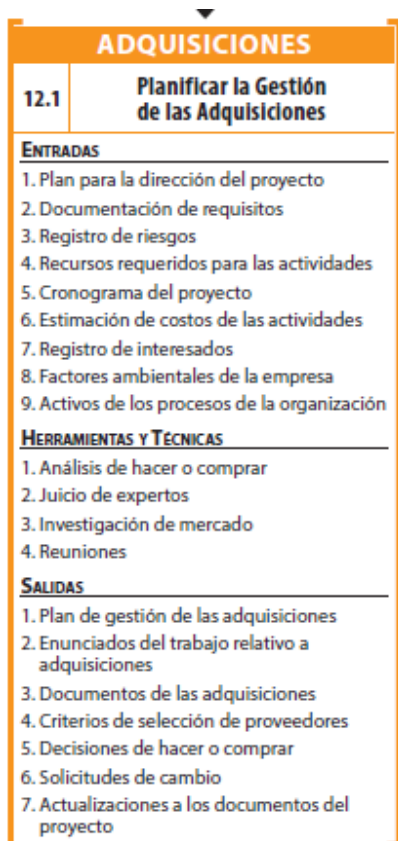 ADQUISICIONES
12.1
Planificar la Gestión
de las Adquisiciones
ENTRADAS
1. Plan para la dirección del proyecto
2. Documentación de requisitos
3. Registro de riesgos
4. Recursos requeridos para las actividades
5. Cronograma del proyecto
6. Estimación de costos de las actividades
7. Registro de interesados
8. Factores ambientales de la empresa
9. Activos de los procesos de la organización
HERRAMIENTAS Y TÉCNICAS
1. Análisis de hacer o comprar
2. Juicio de expertos
3. Investigación de mercado
4. Reuniones
SALIDAS
1. Plan de gestión de las adquisiciones
2. Enunciados del trabajo relativo a
adquisiciones
3. Documentos de las adquisiciones
4. Criterios de selección de proveedores
5. Decisiones de hacer o comprar
6. Solicitudes de cambio
7. Actualizaciones a los documentos del
proyecto